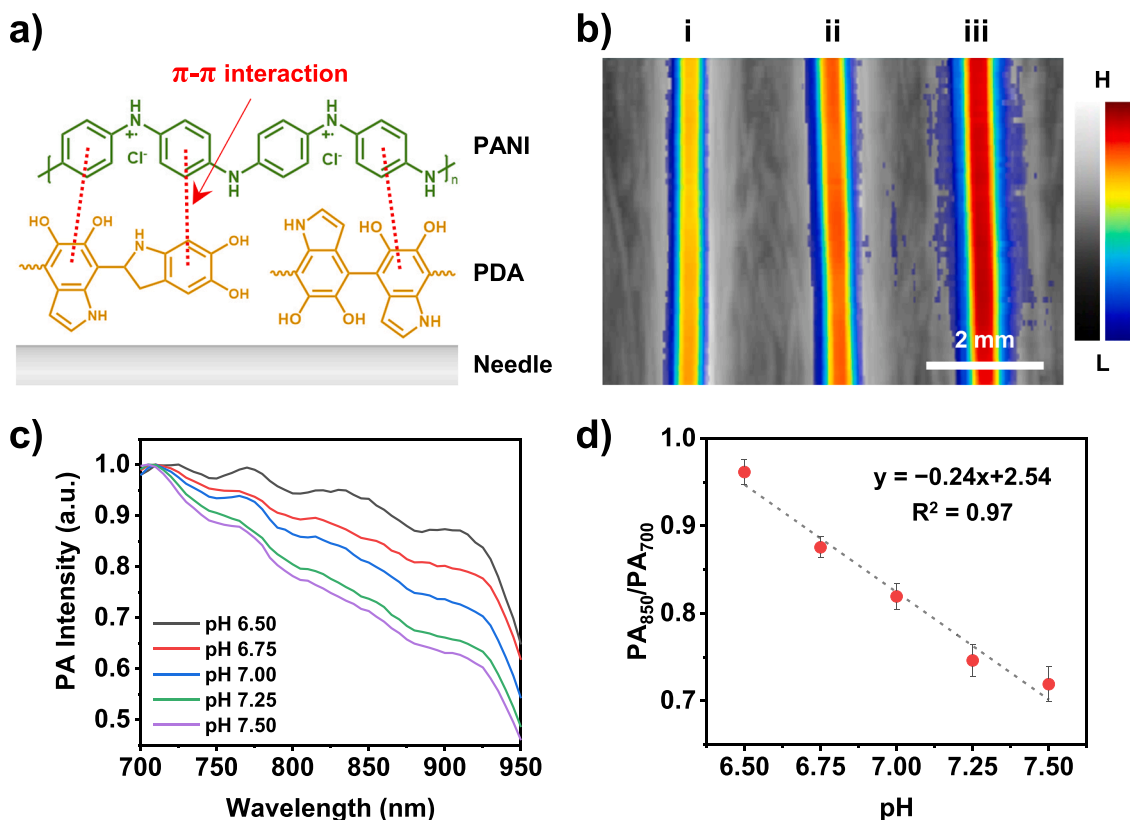 a)
π-π interaction
H
N
+•
Cl-
N
H
H
N
+•
Cl-
N
H
n
PANI
HO
OH
H
N
OH
OH
NH
HN
HO
OH
HO
OH
NH
PDA
Needle
b)
i
ii
iii
H
L
2 mm
c)
PA Intensity (a.u.)
1.0
0.9
0.8
0.7
0.6
0.5
pH 6.50
pH 6.75
pH 7.00
pH 7.25
pH 7.50
700 750 800 850 900 950
Wavelength (nm)
d)
PA850/PA700
1.0
0.9
0.8
0.7
y = −0.24x+2.54
R² = 0.97
6.50 6.75 7.00 7.25 7.50
pH